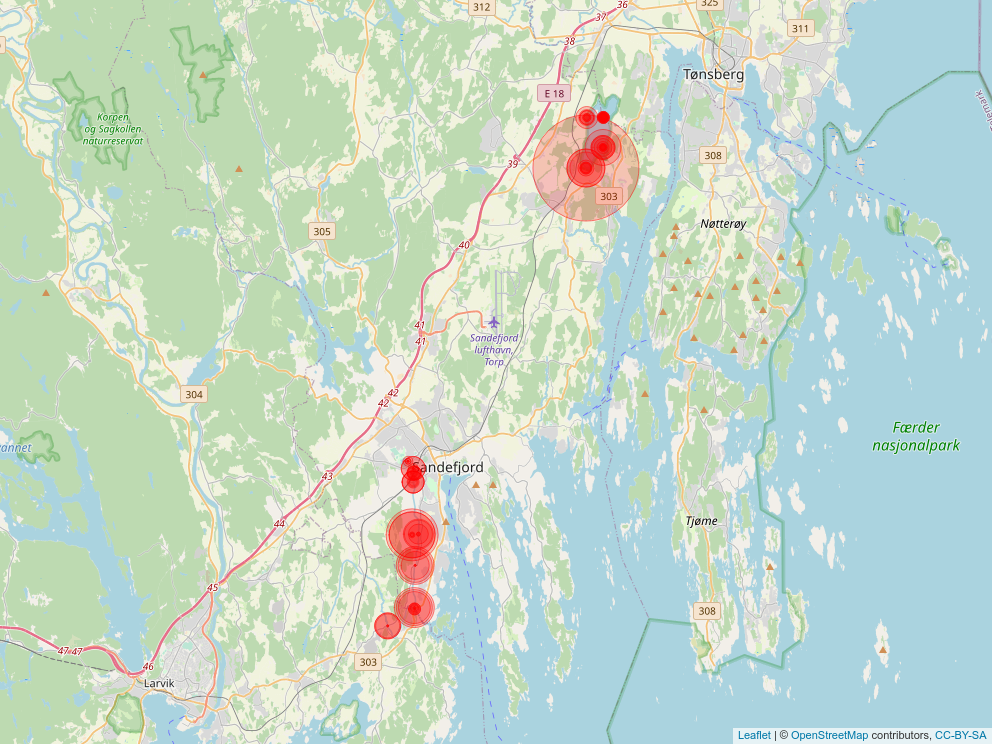 312
36
325
37
311
38
Tønsberg
E 18
Korpen
og Sagkollen
naturreservat
308
39
303
Nøtterøy
305
40
41
Sandefjord
lufthavn,
Torp
41
42
304
42
Færder
nasjonalpark
Sandefjord
43
44
Tjøme
45
308
47 47
46
303
Larvik
Leaflet | © OpenStreetMap contributors, CC-BY-SA